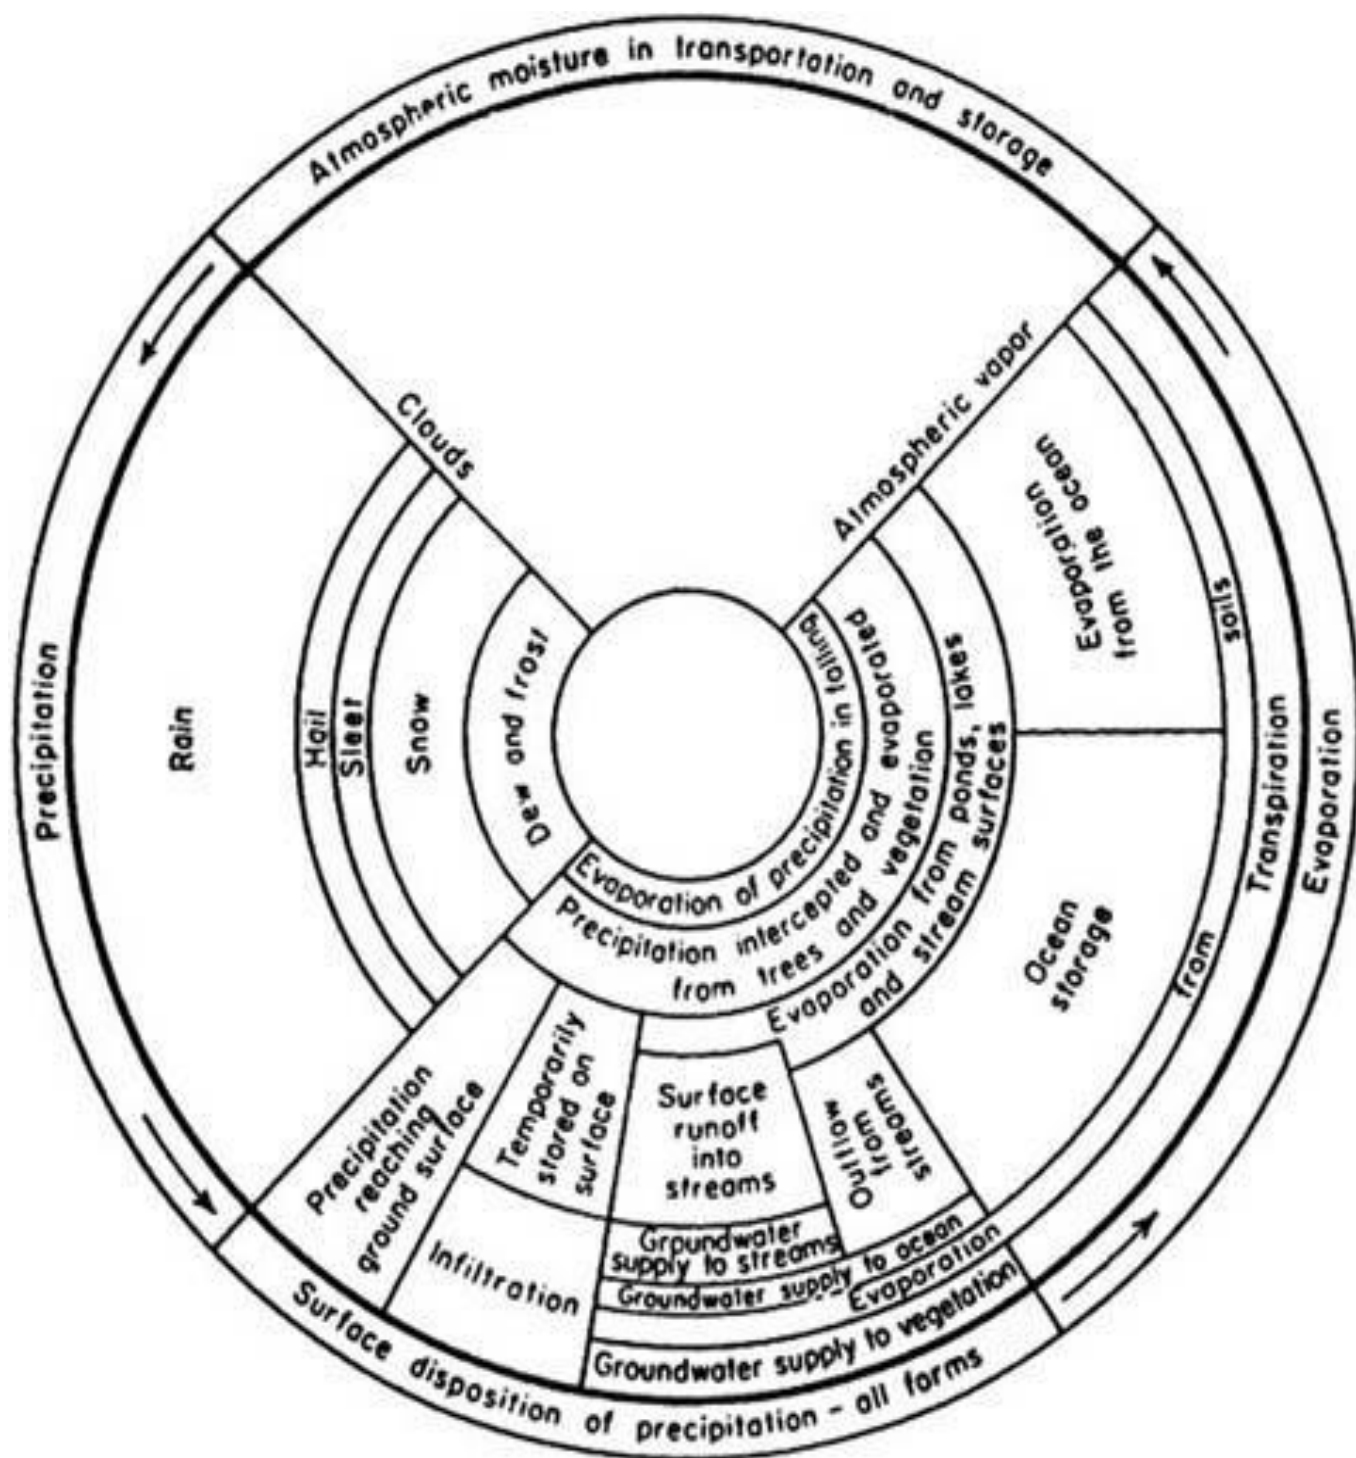 Atmospheric moisture in transportation and storage
Clouds
Atmospheric vapor
Precipitation
Rain
Hail
Sleet
Snow
Dew and frost
Evaporation of precipitation in falling
Precipitation intercepted and evaporated
from trees and vegetation
Evaporation from ponds, lakes
and stream surfaces
Evaporation
from the ocean
Ocean
storage
Precipitation
reaching
ground surface
Temporarily
stored on
surface
Surface
runoff
into
streams
Outflow
from
streams
Infiltration
Groundwater
supply to streams
Groundwater supply to ocean
Evaporation
from
soils
Groundwater supply to vegetation
Transpiration
Evaporation
Surface disposition of precipitation - all forms